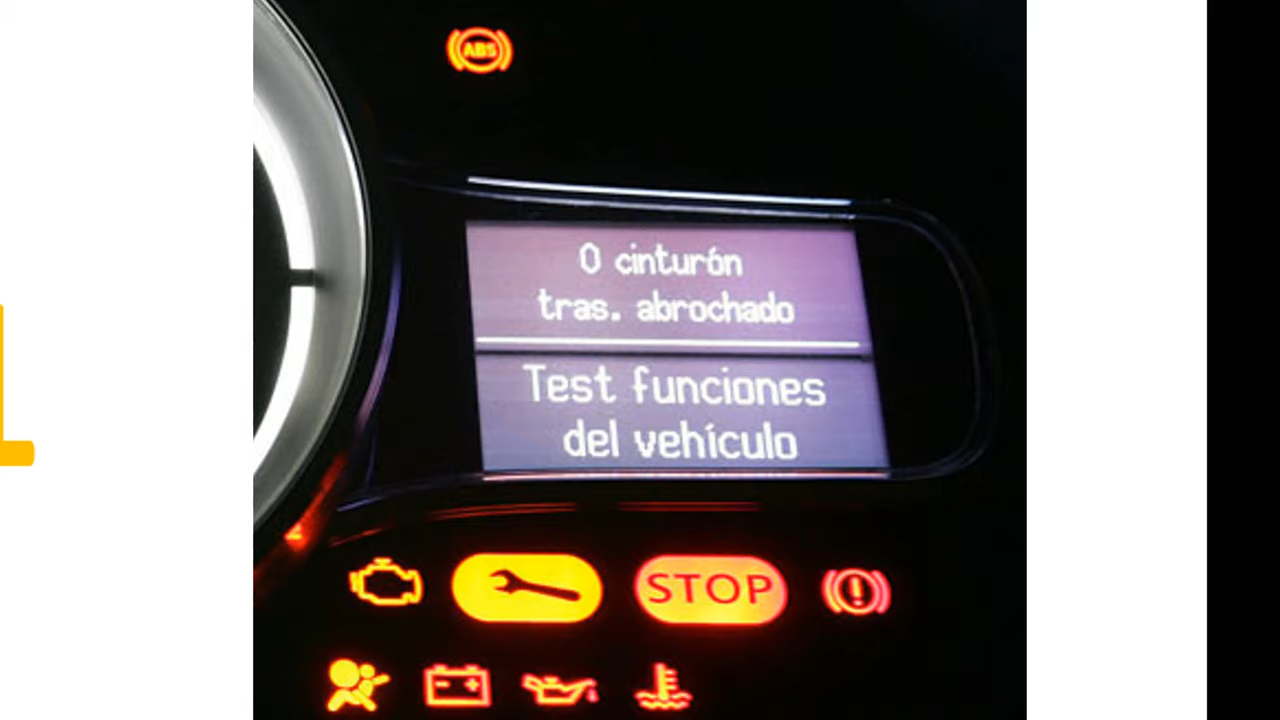 ABS
0 cinturón
tras. abrochado
Test funciones
del vehículo
STOP